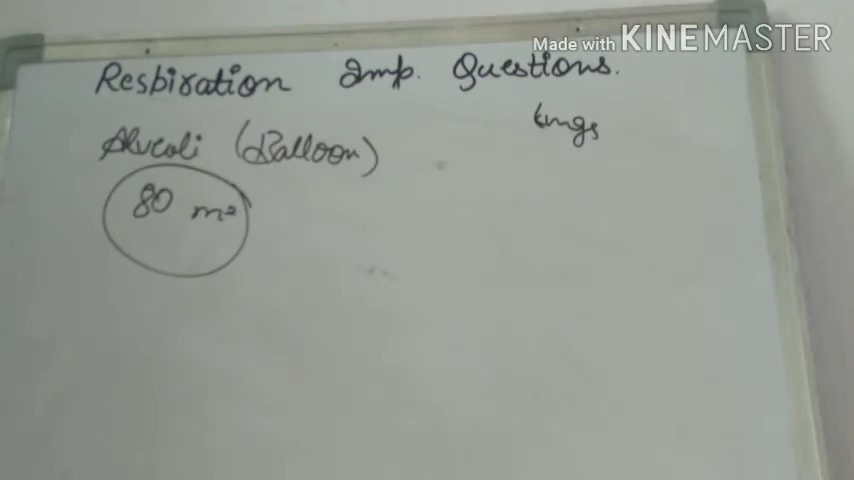 Made with KINEMASTER
Respiration Imp. Questions.
Lungs
Alveoli (Balloon)
80 m²